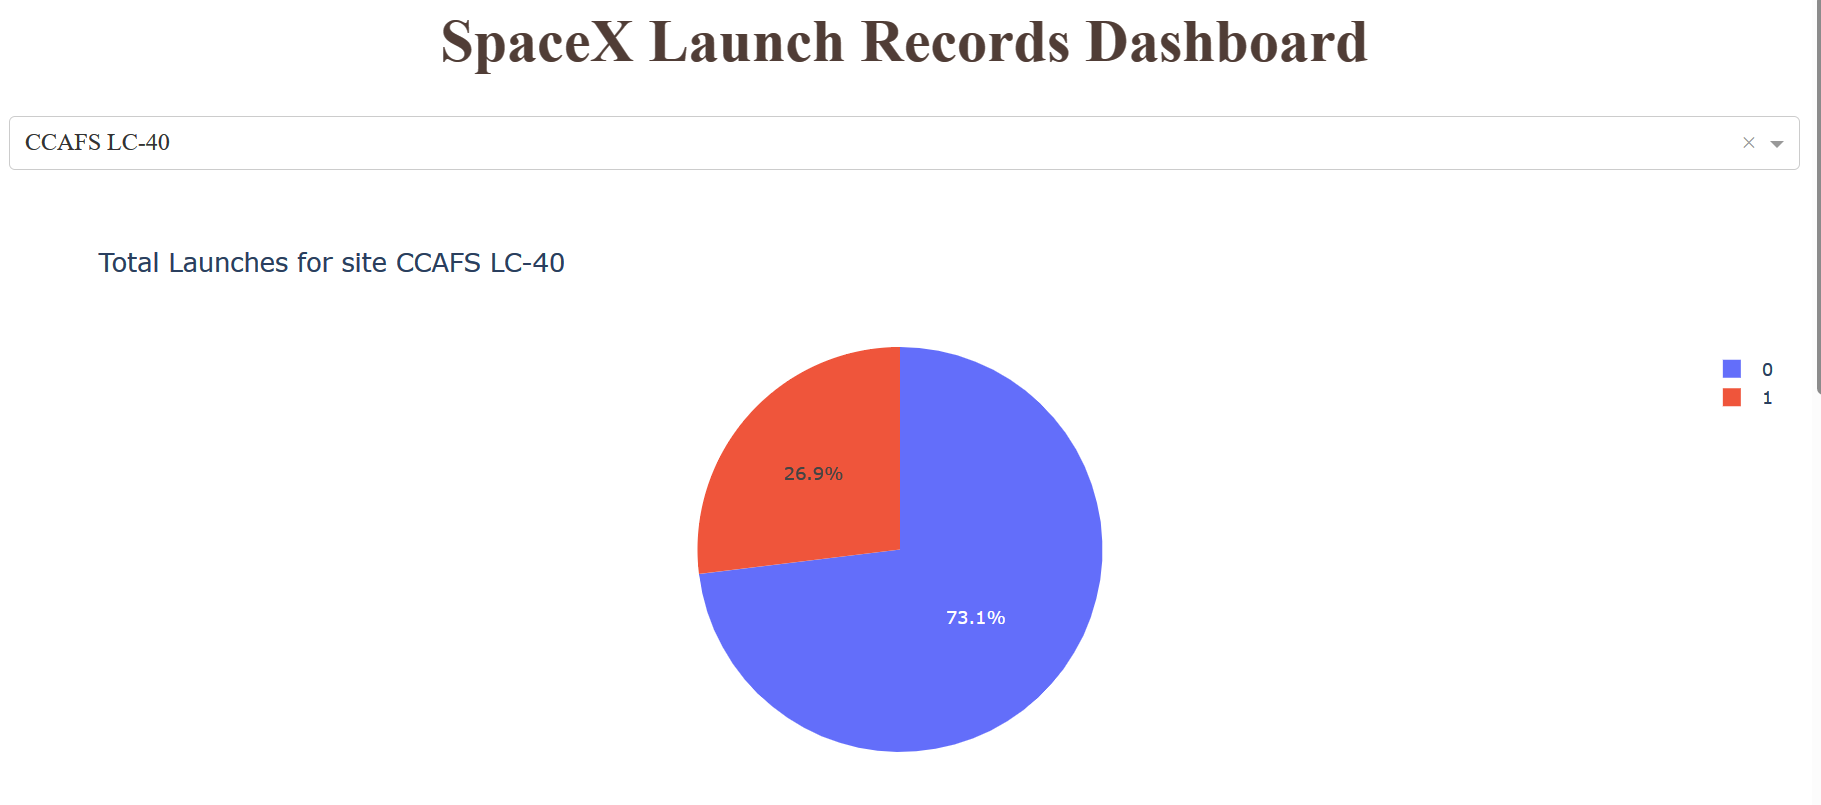 SpaceX Launch Records Dashboard
CCAFS LC-40
Total Launches for site CCAFS LC-40
0
1
26.9%
73.1%